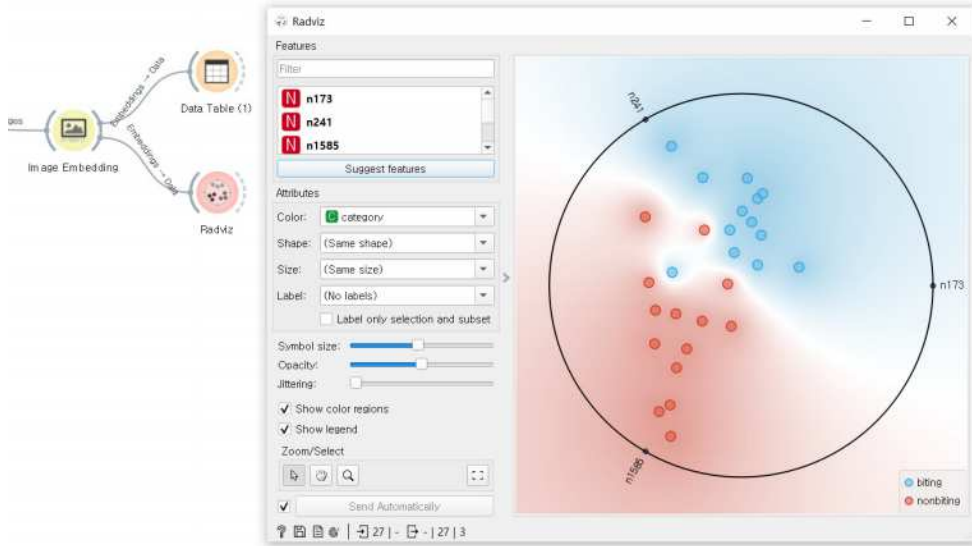 Radviz
Features
Filter
N n173
N n241
N n1585
Suggest features
Attributes
Color: C category
Shape: (Same shape)
Size: (Same size)
Label: (No labels)
Label only selection and subset
Symbol size:
Opacity:
Jittering:
Show color regions
Show legend
Zoom/Select
Send Automatically
27 | - - | 27 | 3
ges
Image Embedding
Embeddings → Data
Embeddings → Data
Data Table (1)
Radviz
n241
n173
n1585
biting
nonbiting